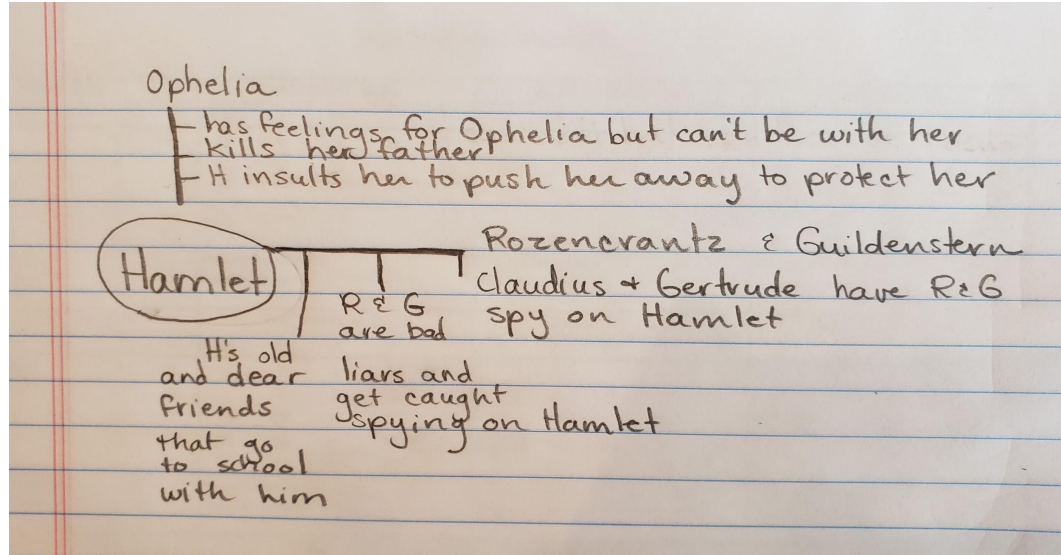 Ophelia
- has feelings for Ophelia but can't be with her
- kills her father
- H insults her to push her away to protect her
Hamlet
Rozencrantz & Guildenstern
H's old
and dear
friends
that go
to school
with him
R & G
are bad
liars and
get caught
spying on Hamlet
Claudius + Gertrude have R&G
spy on Hamlet